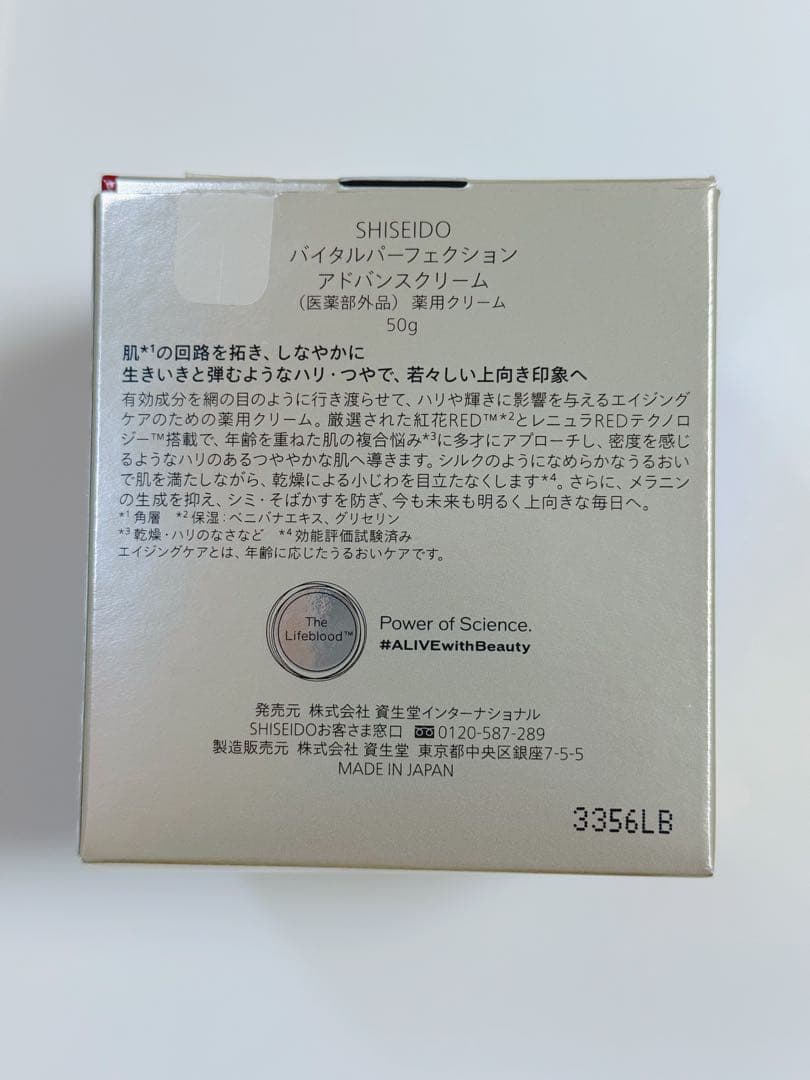 SHISEIDO
バイタルパーフェクション
アドバンスクリーム
（医薬部外品） 薬用クリーム
50g
肌*1の回路を拓き、しなやかに
生きいきと弾むようなハリ・つやで、若々しい上向き印象へ
有効成分を網の目のように行き渡らせて、ハリや輝きに影響を与えるエイジング
ケアのための薬用クリーム。厳選された紅花RED™*2とレニュラREDテクノロ
ジー™搭載で、年齢を重ねた肌の複合悩み*3に多才にアプローチし、密度を感じ
るようなハリのあるつややかな肌へ導きます。シルクのようになめらかなうるおい
で肌を満たしながら、乾燥による小じわを目立たなくします*4。さらに、メラニン
の生成を抑え、シミ・そばかすを防ぎ、今も未来も明るく上向きな毎日へ。
*1 角層 *2 保湿：ベニバナエキス、グリセリン
*3 乾燥・ハリのなさなど *4 効能評価試験済み
エイジングケアとは、年齢に応じたうるおいケアです。
The
Lifeblood™
Power of Science.
#ALIVEwithBeauty
発売元 株式会社 資生堂インターナショナル
SHISEIDOお客さま窓口 0120-587-289
製造販売元 株式会社 資生堂 東京都中央区銀座7-5-5
MADE IN JAPAN
3356LB